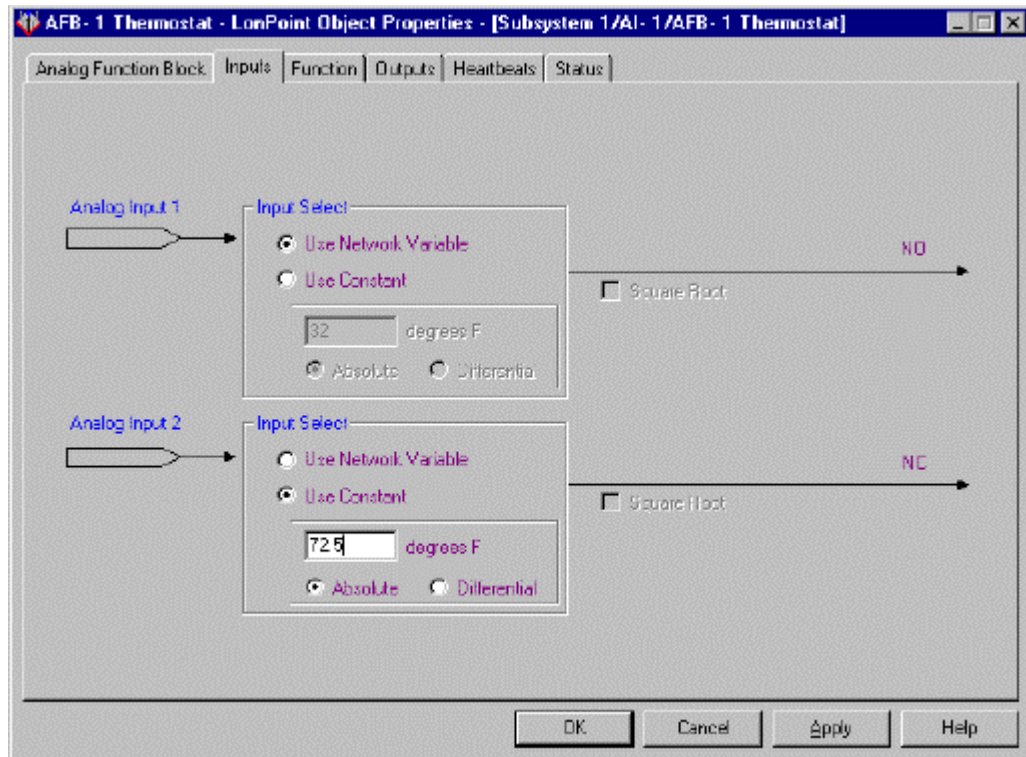 AFB- 1 Thermostat - LonPoint Object Properties - [Subsystem 1/AI- 1/AFB- 1 Thermostat]
Analog Function Block Inputs Function Outputs Heartbeats Status
Analog Input 1
Input Select
Use Network Variable
Use Constant
32 degrees F
Absolute Differential
NO
Square Root
Analog Input 2
Input Select
Use Network Variable
Use Constant
72.5 degrees F
Absolute Differential
NC
Square Root
OK Cancel Apply Help